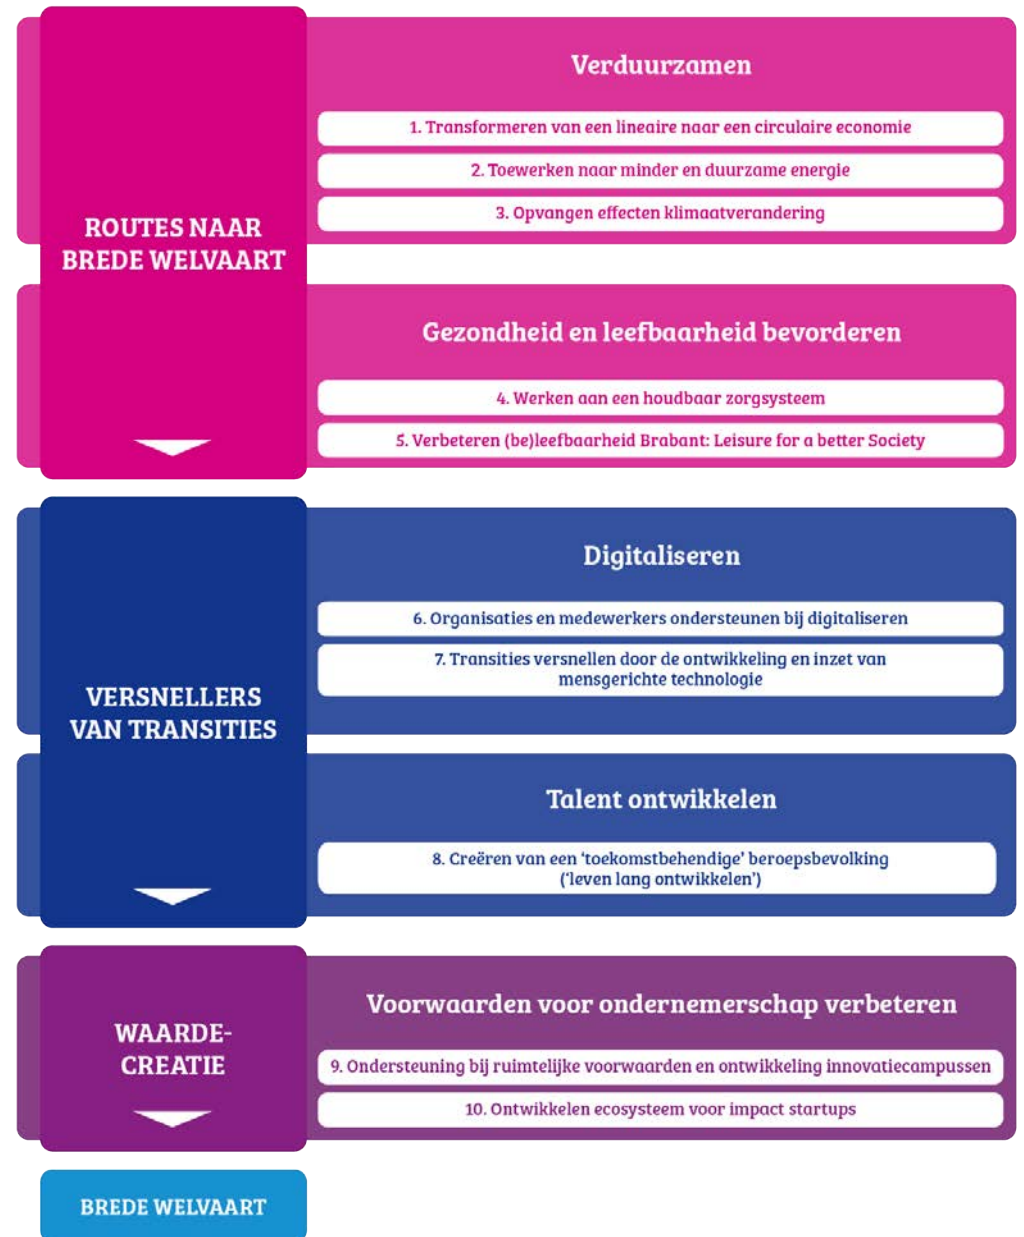 Verduurzamen
1. Transformeren van een lineaire naar een circulaire economie
2. Toewerken naar minder en duurzame energie
3. Opvangen effecten klimaatverandering
ROUTES NAAR
BREDE WELVAART
Gezondheid en leefbaarheid bevorderen
4. Werken aan een houdbaar zorgsysteem
5. Verbeteren (be)leefbaarheid Brabant: Leisure for a better Society
Digitaliseren
6. Organisaties en medewerkers ondersteunen bij digitaliseren
7. Transities versnellen door de ontwikkeling en inzet van
mensgerichte technologie
VERSNELLERS
VAN TRANSITIES
Talent ontwikkelen
8. Creëren van een ‘toekomstbehendige’ beroepsbevolking
(‘leven lang ontwikkelen’)
WAARDE-
CREATIE
Voorwaarden voor ondernemerschap verbeteren
9. Ondersteuning bij ruimtelijke voorwaarden en ontwikkeling innovatiecampussen
10. Ontwikkelen ecosysteem voor impact startups
BREDE WELVAART